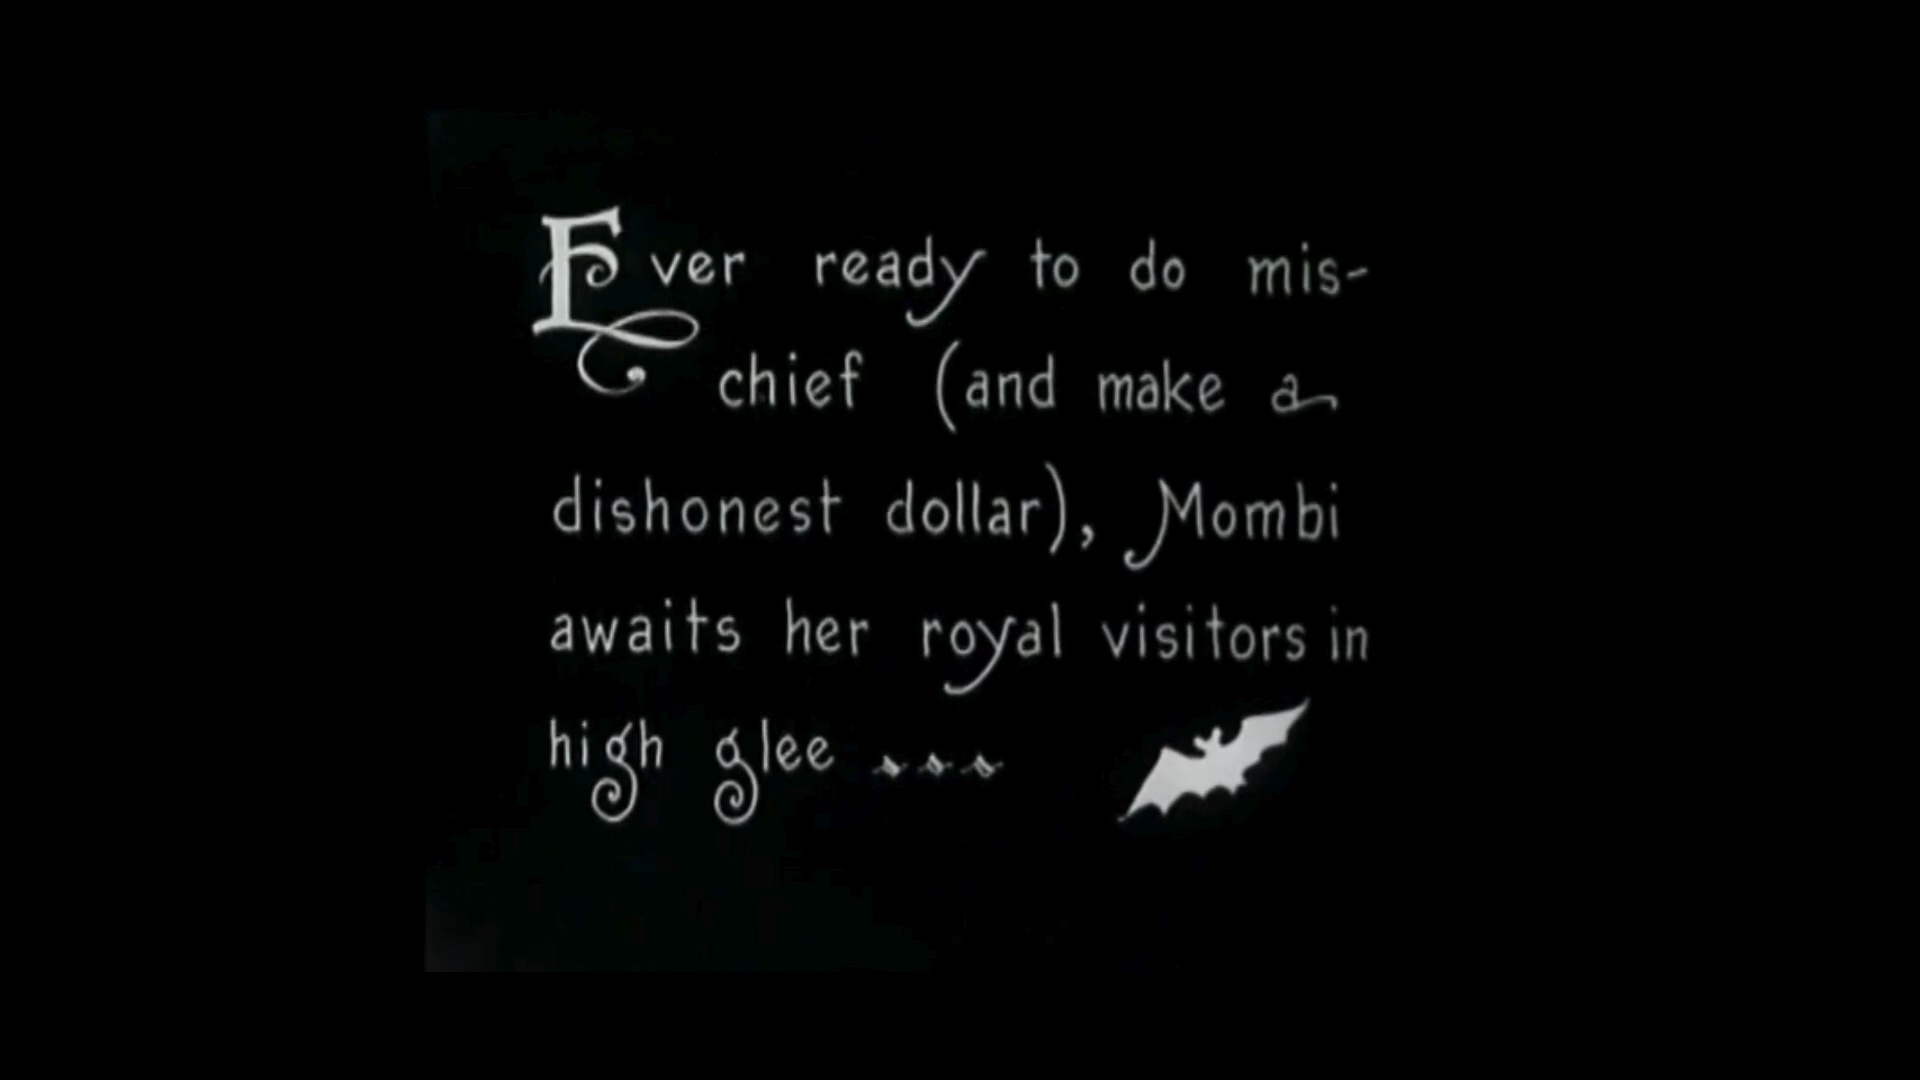 Ever ready to do mis-
chief (and make a
dishonest dollar), Mombi
awaits her royal visitors in
high glee ...